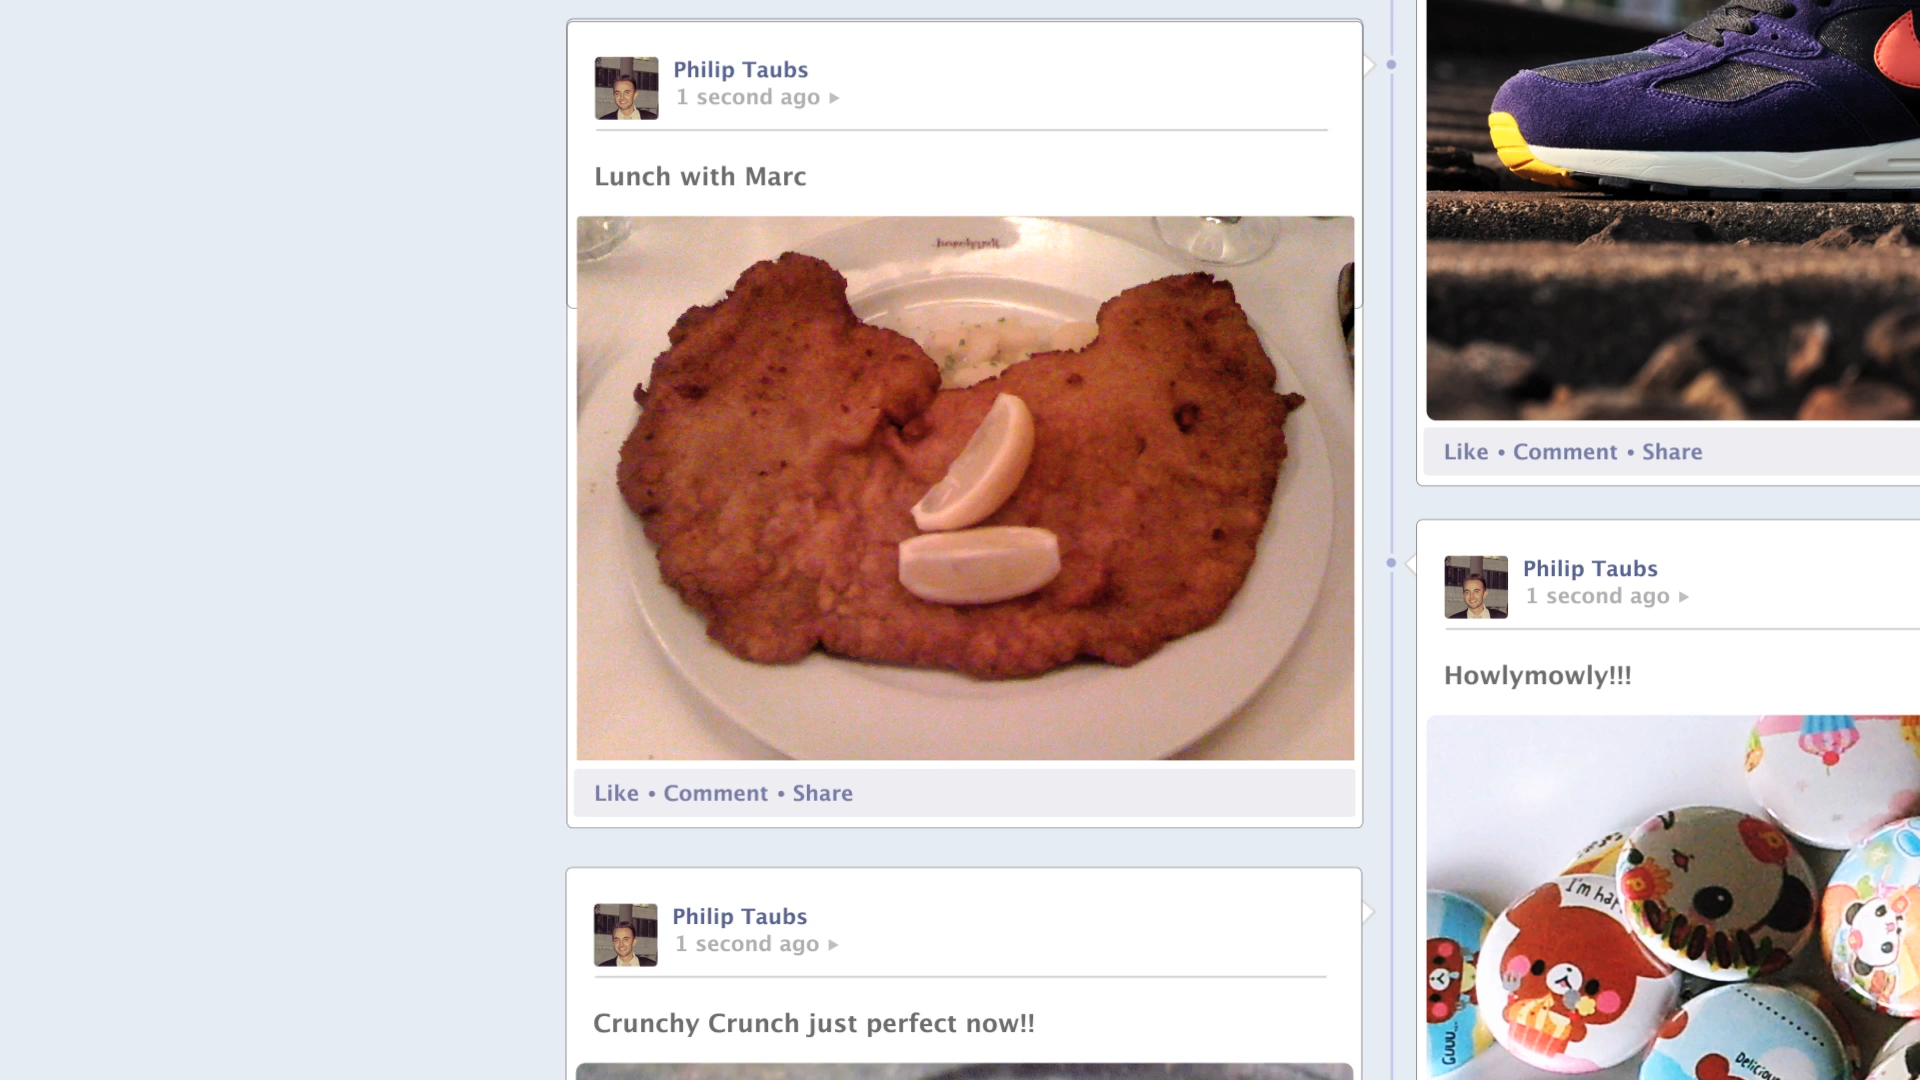 Philip Taubs
1 second ago
Lunch with Marc
Like • Comment • Share
Philip Taubs
1 second ago
Crunchy Crunch just perfect now!!
Like • Comment • Share
Philip Taubs
1 second ago
Howlymowly!!!
I'm
Delicious